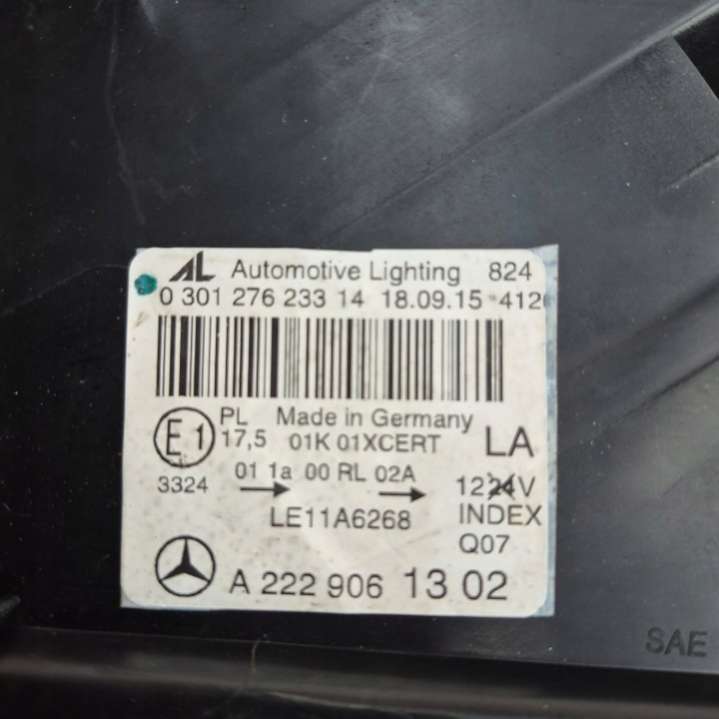 AL Automotive Lighting 824
0 301 276 233 14 18.09.15 *412
PL Made in Germany
E1 17,5 01K 01XCERT LA
3324 01 1a 00 RL 02A 1224V
LE11A6268 INDEX
Q07
A 222 906 13 02
SAE